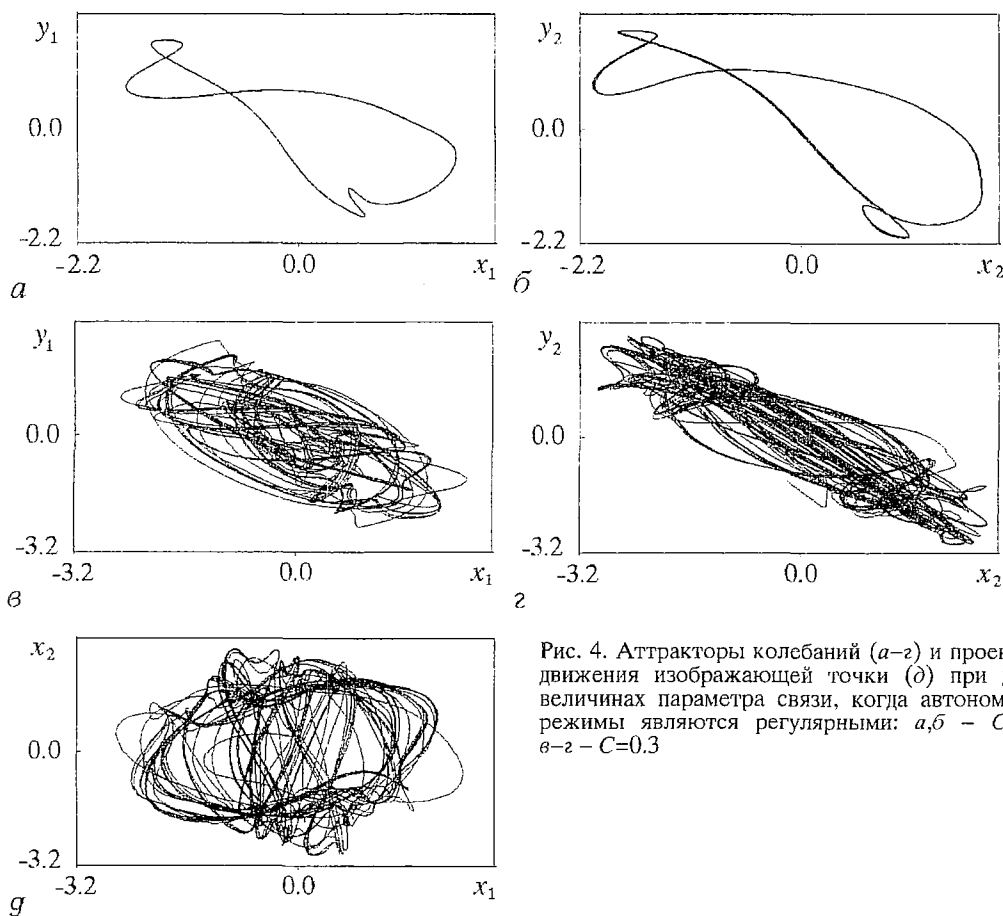 y₁
0.0
-2.2
-2.2
0.0
x₁
а
y₂
0.0
-2.2
-2.2
0.0
x₂
б
y₁
0.0
-3.2
-3.2
0.0
x₁
в
y₂
0.0
-3.2
-3.2
0.0
x₂
г
x₂
0.0
-3.2
-3.2
0.0
x₁
д
Рис. 4. Аттракторы колебаний (а–г) и проек
движения изображающей точки (д) при
величинах параметра связи, когда автоном
режимы являются регулярными: а,б – C
в–г – C=0.3